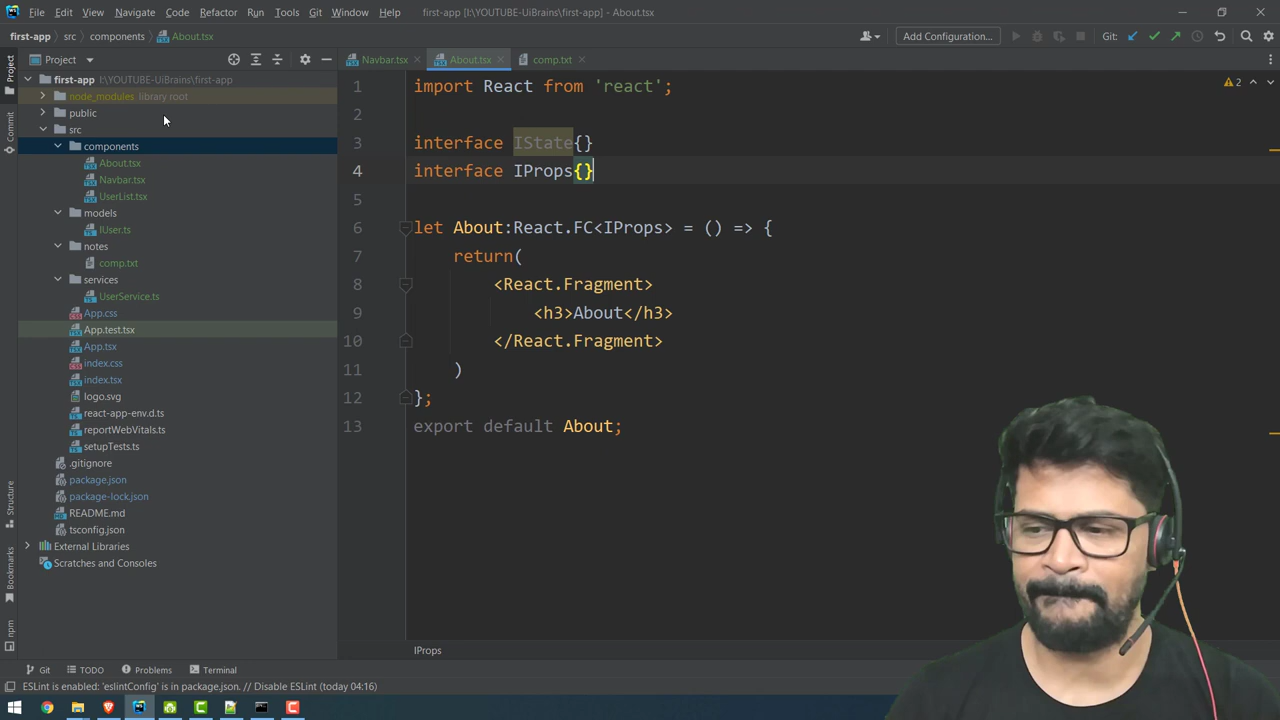 File Edit View Navigate Code Refactor Run Tools Git Window Help first-app [I:\YOUTUBE-UiBrains\first-app] - About.tsx
first-app src components About.tsx Add Configuration... Git:
Project Navbar.tsx About.tsx comp.txt
Project
Commit
Structure
Bookmarks
npm
first-app I:\YOUTUBE-UiBrains\first-app
node_modules library root
public
src
components
About.tsx
Navbar.tsx
UserList.tsx
models
IUser.ts
notes
comp.txt
services
UserService.ts
App.css
App.test.tsx
App.tsx
index.css
index.tsx
logo.svg
react-app-env.d.ts
reportWebVitals.ts
setupTests.ts
.gitignore
package.json
package-lock.json
README.md
tsconfig.json
External Libraries
Scratches and Consoles
2
1 import React from 'react';
2
3 interface IState{}
4 interface IProps{}
5
6 let About:React.FC<IProps> = () => {
7 return(
8 <React.Fragment>
9 <h3>About</h3>
10 </React.Fragment>
11 )
12 };
13 export default About;
IProps
Git TODO Problems Terminal
ESLint is enabled: 'eslintConfig' is in package.json. // Disable ESLint (today 04:16)